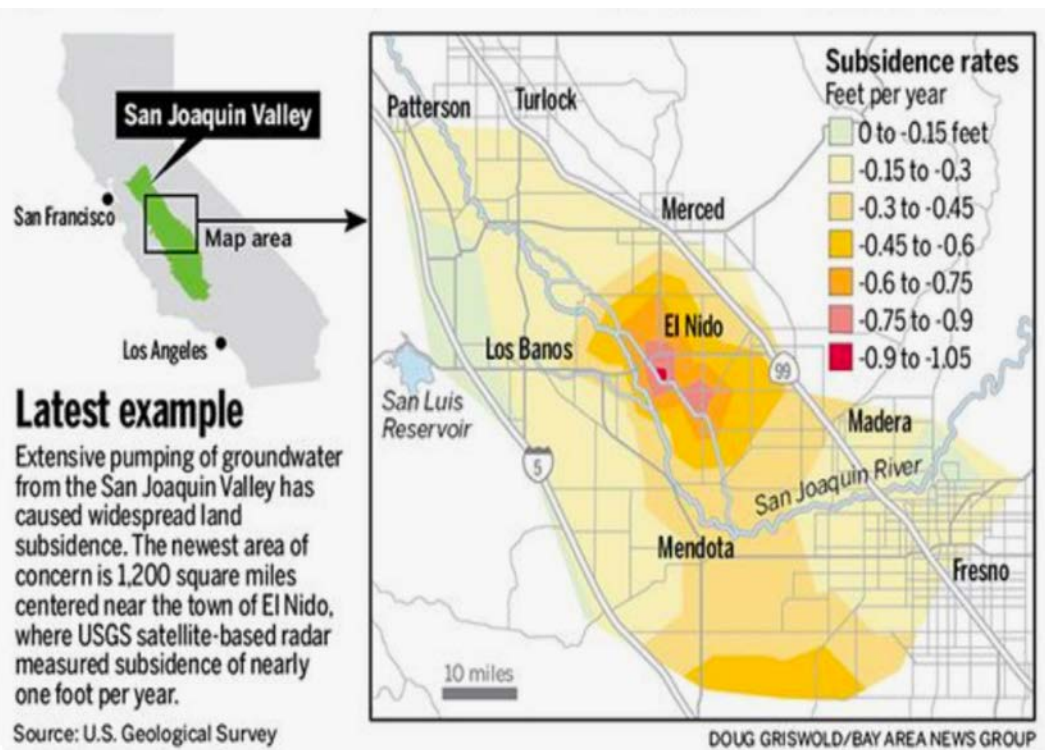 San Joaquin Valley
San Francisco
Map area
Los Angeles
Latest example
Extensive pumping of groundwater
from the San Joaquin Valley has
caused widespread land
subsidence. The newest area of
concern is 1,200 square miles
centered near the town of El Nido,
where USGS satellite-based radar
measured subsidence of nearly
one foot per year.
Source: U.S. Geological Survey
Subsidence rates
Feet per year
0 to -0.15 feet
-0.15 to -0.3
-0.3 to -0.45
-0.45 to -0.6
-0.6 to -0.75
-0.75 to -0.9
-0.9 to -1.05
Patterson
Turlock
Merced
El Nido
Los Banos
99
San Luis
Reservoir
Madera
5
San Joaquin River
Mendota
Fresno
10 miles
DOUG GRISWOLD/BAY AREA NEWS GROUP